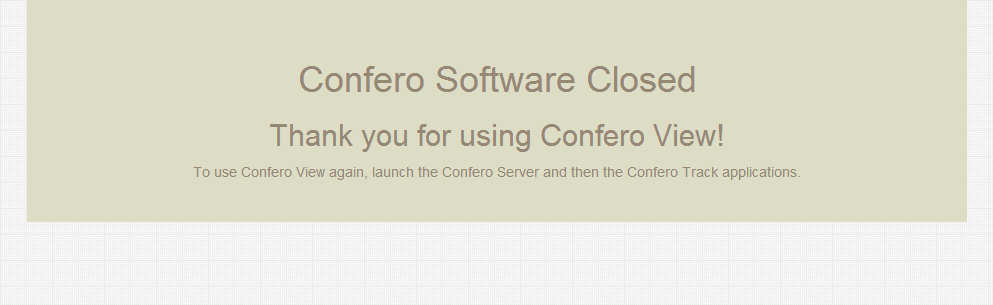 Confero Software Closed
Thank you for using Confero View!
To use Confero View again, launch the Confero Server and then the Confero Track applications.